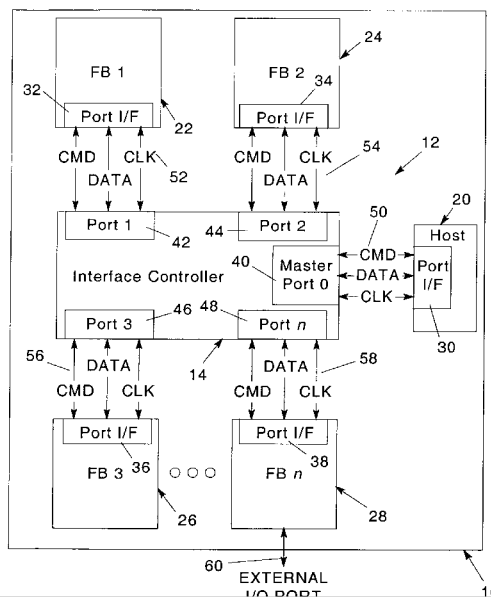 FB 1
FB 2
24
32
34
Port I/F
Port I/F
22
CMD
CLK
52
CMD
CLK
54
12
DATA
DATA
50
20
Port 1
Port 2
Host
42
44
CMD
40
Master
Port 0
DATA
Port
I/F
Interface Controller
CLK
46
48
30
Port 3
Port n
56
DATA
14
DATA
58
CMD
CLK
CMD
CLK
Port I/F
Port I/F
36
38
FB 3
FB n
26
28
60
EXTERNAL
I/O PORT